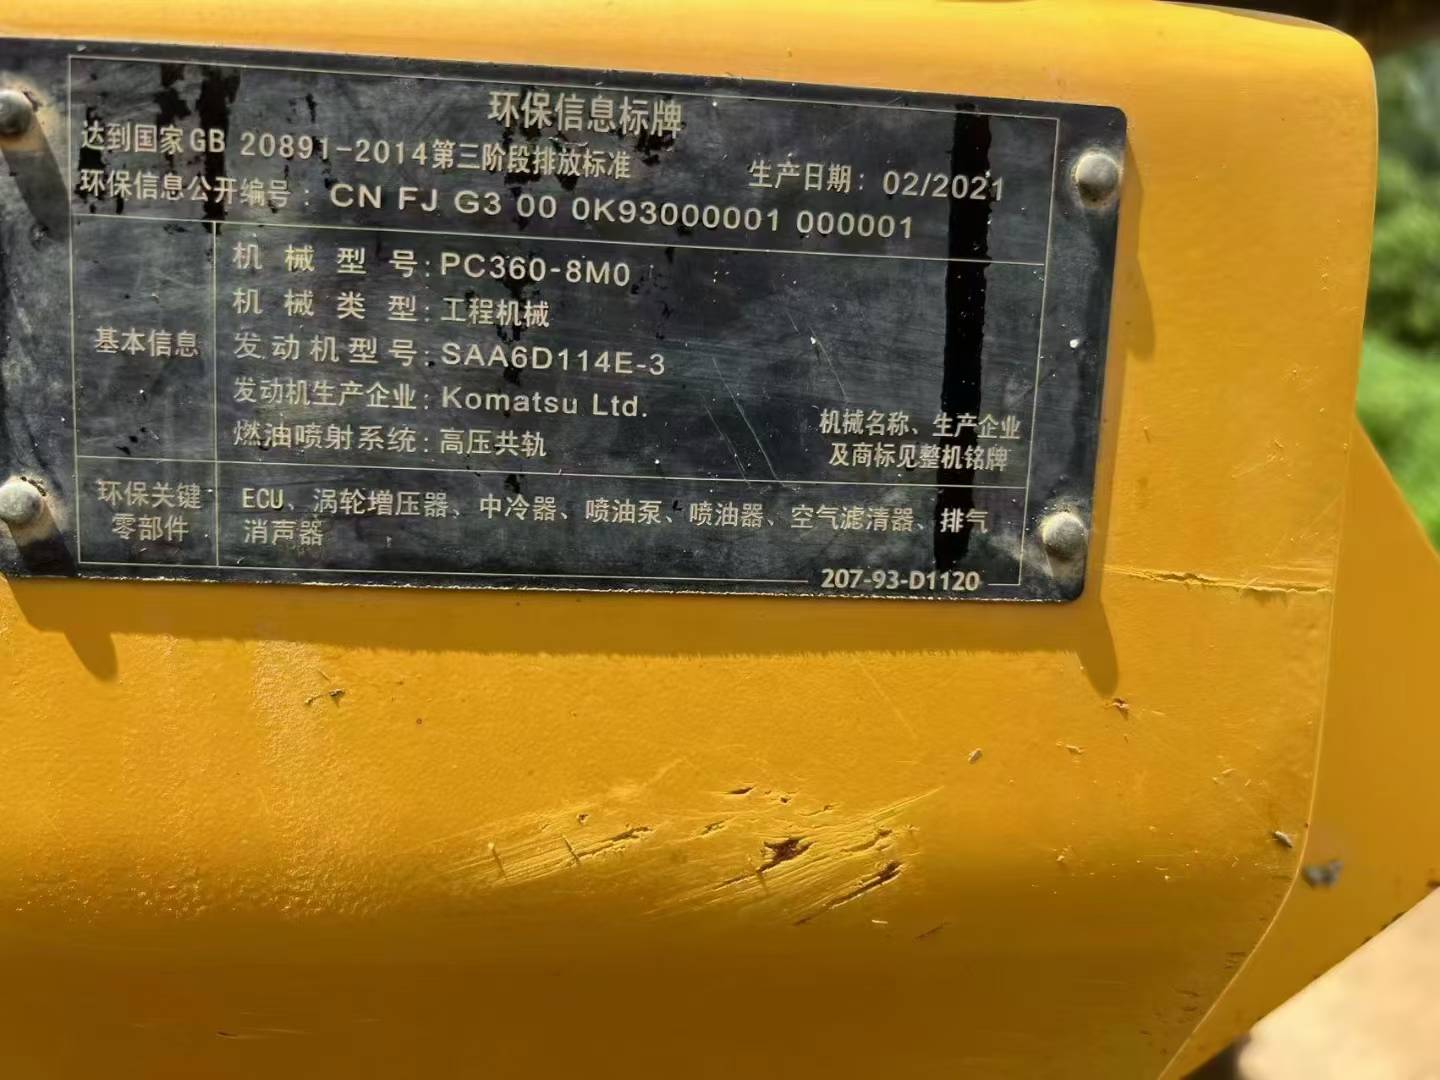 环保信息标牌
达到国家GB 20891-2014第三阶段排放标准 生产日期：02/2021
环保信息公开编号：CN FJ G3 00 0K93000001 000001
基本信息
机械型号：PC360-8M0
机械类型：工程机械
发动机型号：SAA6D114E-3
发动机生产企业：Komatsu Ltd.
燃油喷射系统：高压共轨
机械名称、生产企业
及商标见整机铭牌
环保关键
零部件
ECU、涡轮增压器、中冷器、喷油泵、喷油器、空气滤清器、排气
消声器
207-93-D1120